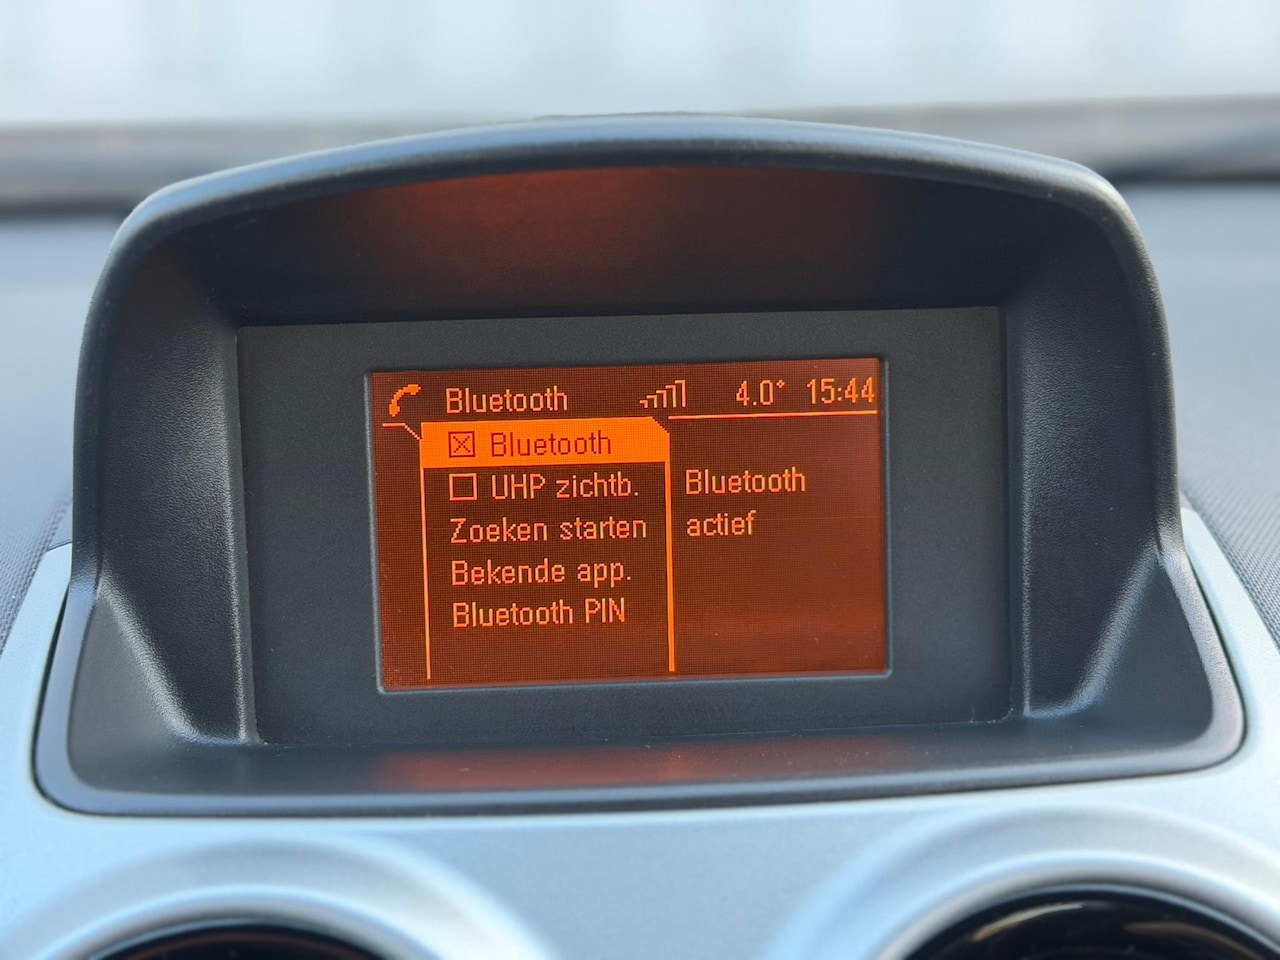 Bluetooth 4.0° 15:44
Bluetooth
UHP zichtb.
Zoeken starten
Bekende app.
Bluetooth PIN
Bluetooth
actief